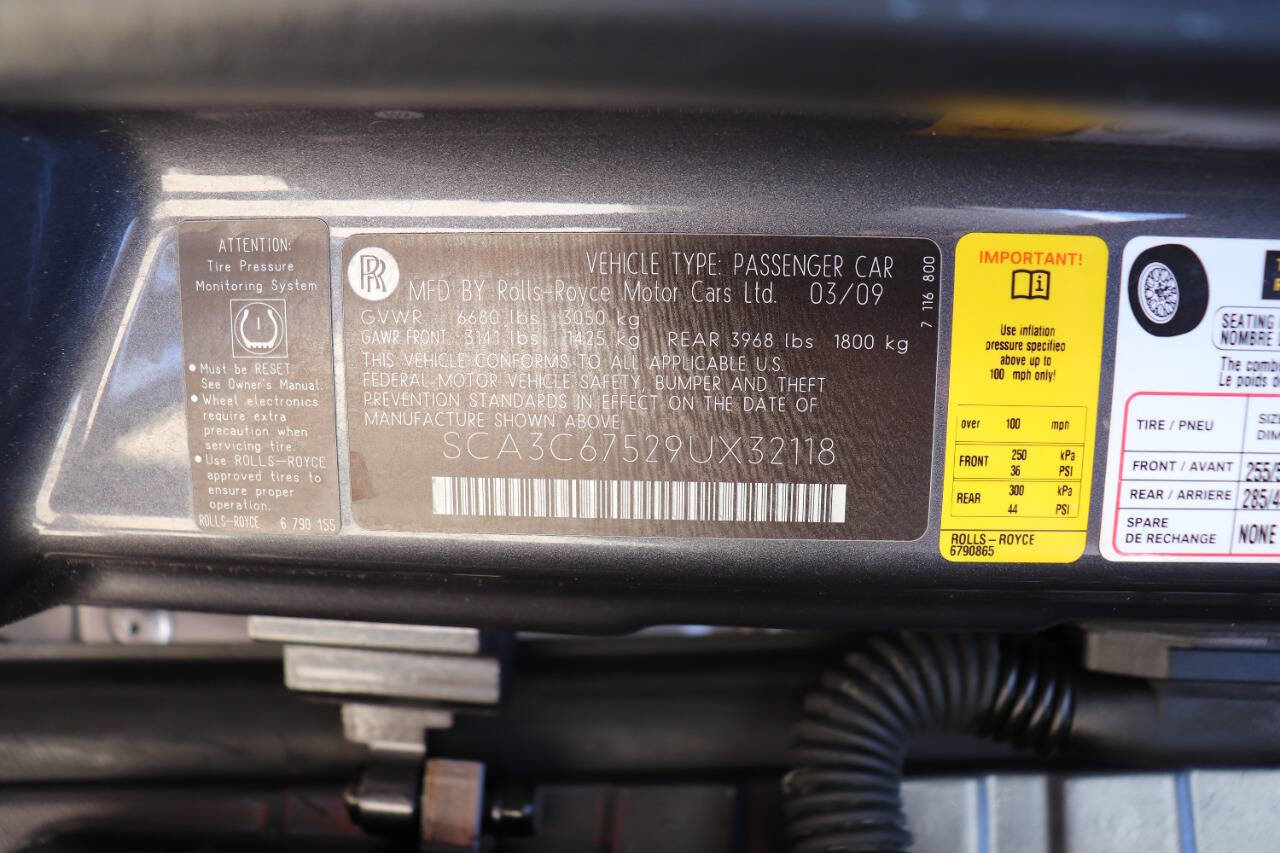 ATTENTION:
Tire Pressure
Monitoring System
• Must be RESET.
See Owner's Manual.
• Wheel electronics
require extra
precaution when
servicing tire.
• Use ROLLS-ROYCE
approved tires to
ensure proper
operation.
ROLLS-ROYCE 6 790 155
RR
VEHICLE TYPE: PASSENGER CAR
MFD BY Rolls-Royce Motor Cars Ltd. 03/09
GVWR 6680 lbs 3050 kg
GAWR FRONT 3141 lbs 1425 kg REAR 3968 lbs 1800 kg
THIS VEHICLE CONFORMS TO ALL APPLICABLE U.S.
FEDERAL MOTOR VEHICLE SAFETY, BUMPER AND THEFT
PREVENTION STANDARDS IN EFFECT ON THE DATE OF
MANUFACTURE SHOWN ABOVE
SCA3C67529UX32118
7 116 800
IMPORTANT!
Use inflation
pressure specified
above up to
100 mph only!
over 100 mph
FRONT 250 kPa
36 PSI
REAR 300 kPa
44 PSI
ROLLS-ROYCE
6790865
SEATING
NOMBRE
The
Le poids
TIRE / PNEU
FRONT / AVANT
REAR / ARRIERE
SPARE
DE RECHANGE NONE